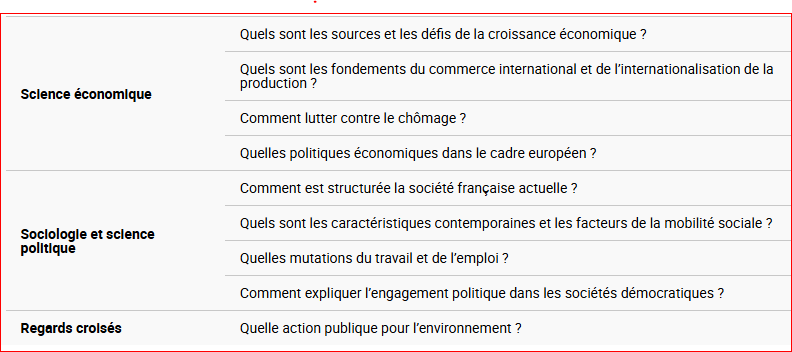 Science économique
Quels sont les sources et les défis de la croissance économique ?
Quels sont les fondements du commerce international et de l'internationalisation de la
production ?
Comment lutter contre le chômage ?
Quelles politiques économiques dans le cadre européen ?
Sociologie et science
politique
Comment est structurée la société française actuelle ?
Quels sont les caractéristiques contemporaines et les facteurs de la mobilité sociale ?
Quelles mutations du travail et de l'emploi ?
Comment expliquer l'engagement politique dans les sociétés démocratiques ?
Regards croisés
Quelle action publique pour l'environnement ?